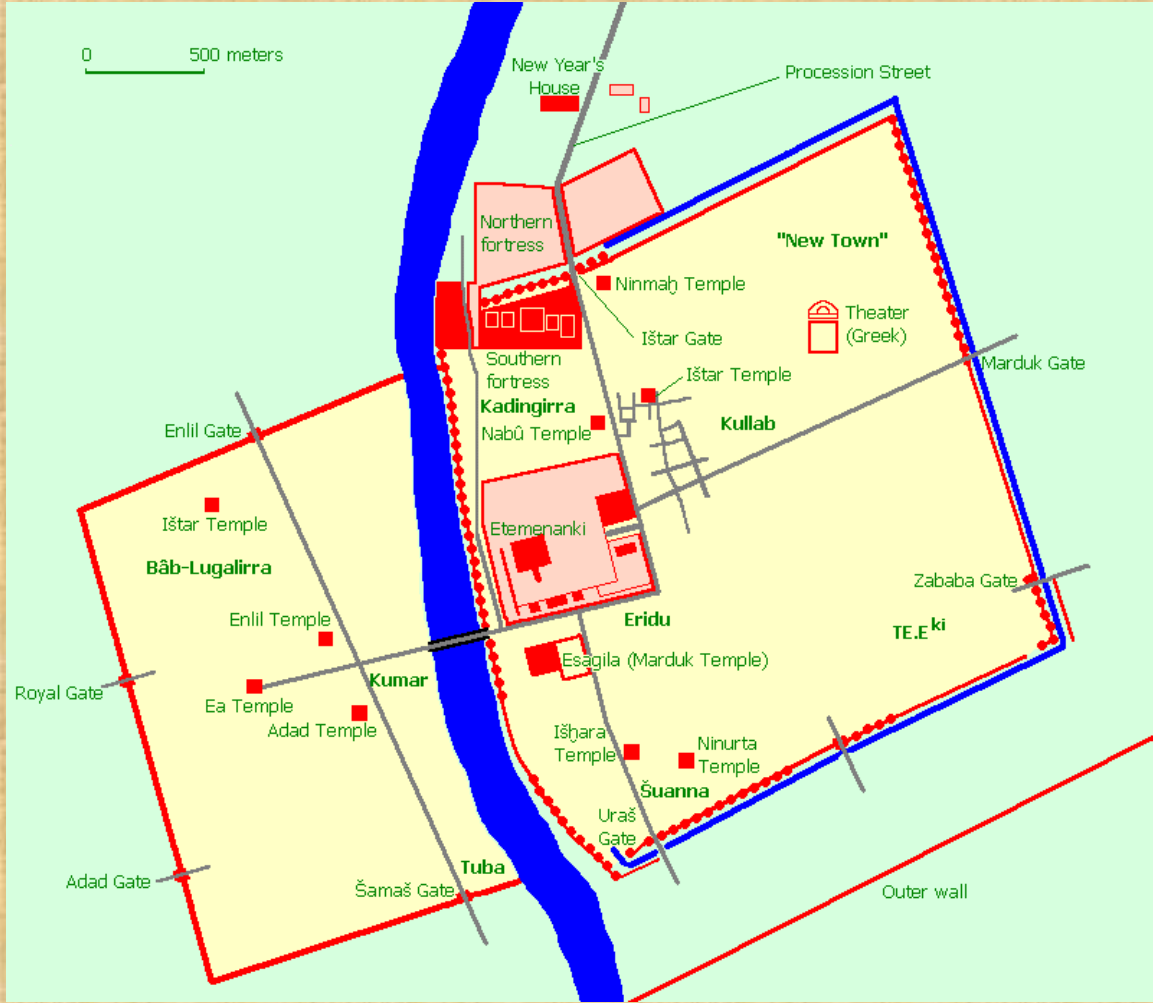 0 500 meters
New Year's
House
Procession Street
Northern
fortress
"New Town"
Ninmaḫ Temple
Theater
(Greek)
Ištar Gate
Southern
fortress
Ištar Temple
Marduk Gate
Kadingirra
Nabû Temple
Kullab
Enlil Gate
Ištar Temple
Etemenanki
Bâb-Lugalirra
Zababa Gate
Enlil Temple
Eridu
TE.E ki
Esagila (Marduk Temple)
Kumar
Royal Gate
Ea Temple
Adad Temple
Išḫara
Temple
Ninurta
Temple
Šuanna
Uraš
Gate
Tuba
Adad Gate
Šamaš Gate
Outer wall